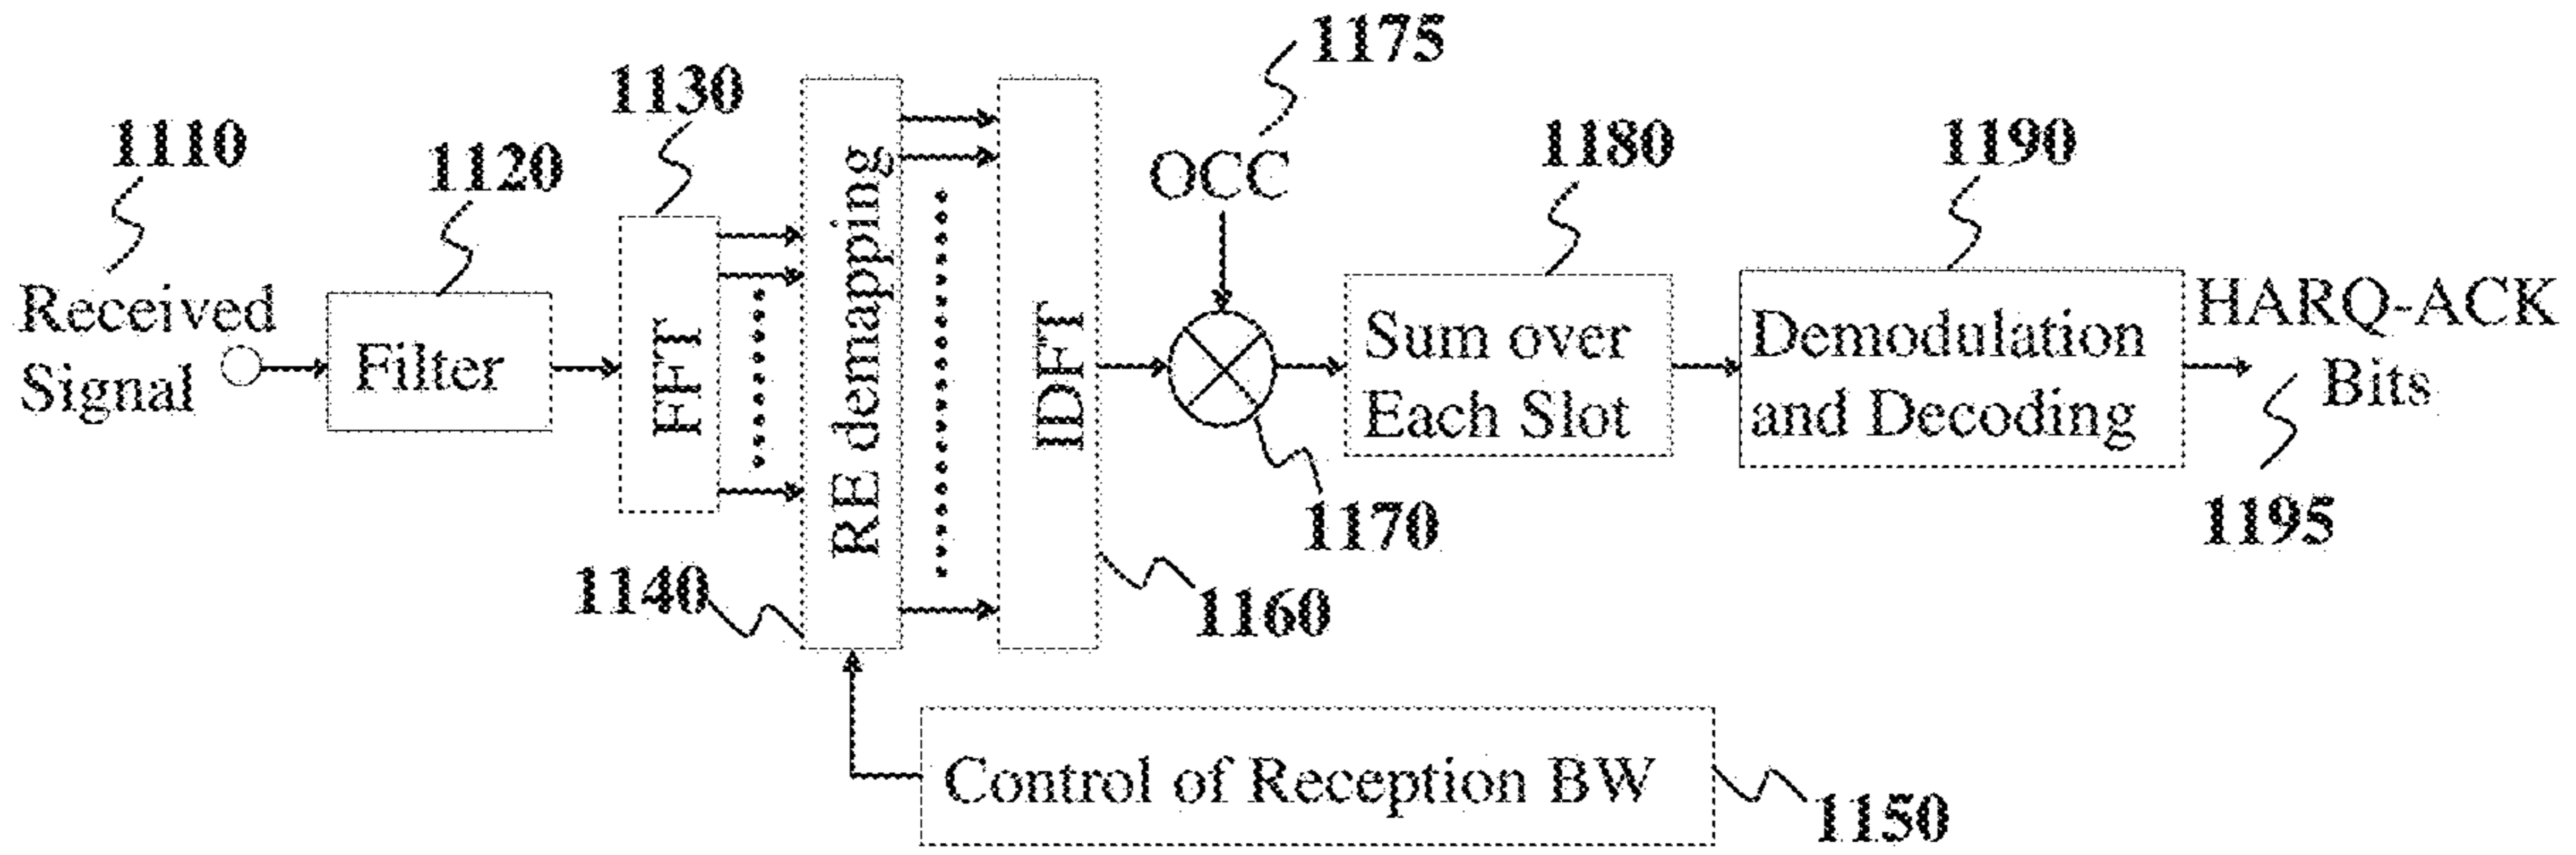 1175
1130
1110
1120
OCC
1180
1190
Received
Signal
Filter
FFT
RE demapping
IDFT
Sum over
Each Slot
Demodulation
and Decoding
HARQ-ACK
Bits
1170
1195
1140
1160
Control of Reception BW
1150